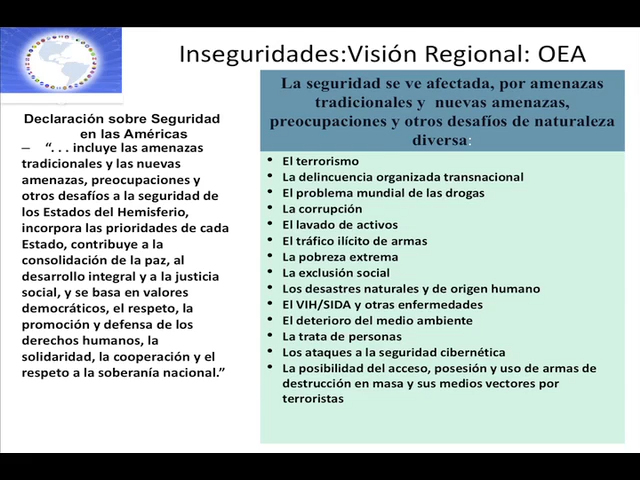 Inseguridades:Visión Regional: OEA
Declaración sobre Seguridad
en las Américas
– “. . . incluye las amenazas
tradicionales y las nuevas
amenazas, preocupaciones y
otros desafíos a la seguridad de
los Estados del Hemisferio,
incorpora las prioridades de cada
Estado, contribuye a la
consolidación de la paz, al
desarrollo integral y a la justicia
social, y se basa en valores
democráticos, el respeto, la
promoción y defensa de los
derechos humanos, la
solidaridad, la cooperación y el
respeto a la soberanía nacional.”
La seguridad se ve afectada, por amenazas
tradicionales y nuevas amenazas,
preocupaciones y otros desafíos de naturaleza
diversa:
• El terrorismo
• La delincuencia organizada transnacional
• El problema mundial de las drogas
• La corrupción
• El lavado de activos
• El tráfico ilícito de armas
• La pobreza extrema
• La exclusión social
• Los desastres naturales y de origen humano
• El VIH/SIDA y otras enfermedades
• El deterioro del medio ambiente
• La trata de personas
• Los ataques a la seguridad cibernética
• La posibilidad del acceso, posesión y uso de armas de
destrucción en masa y sus medios vectores por
terroristas